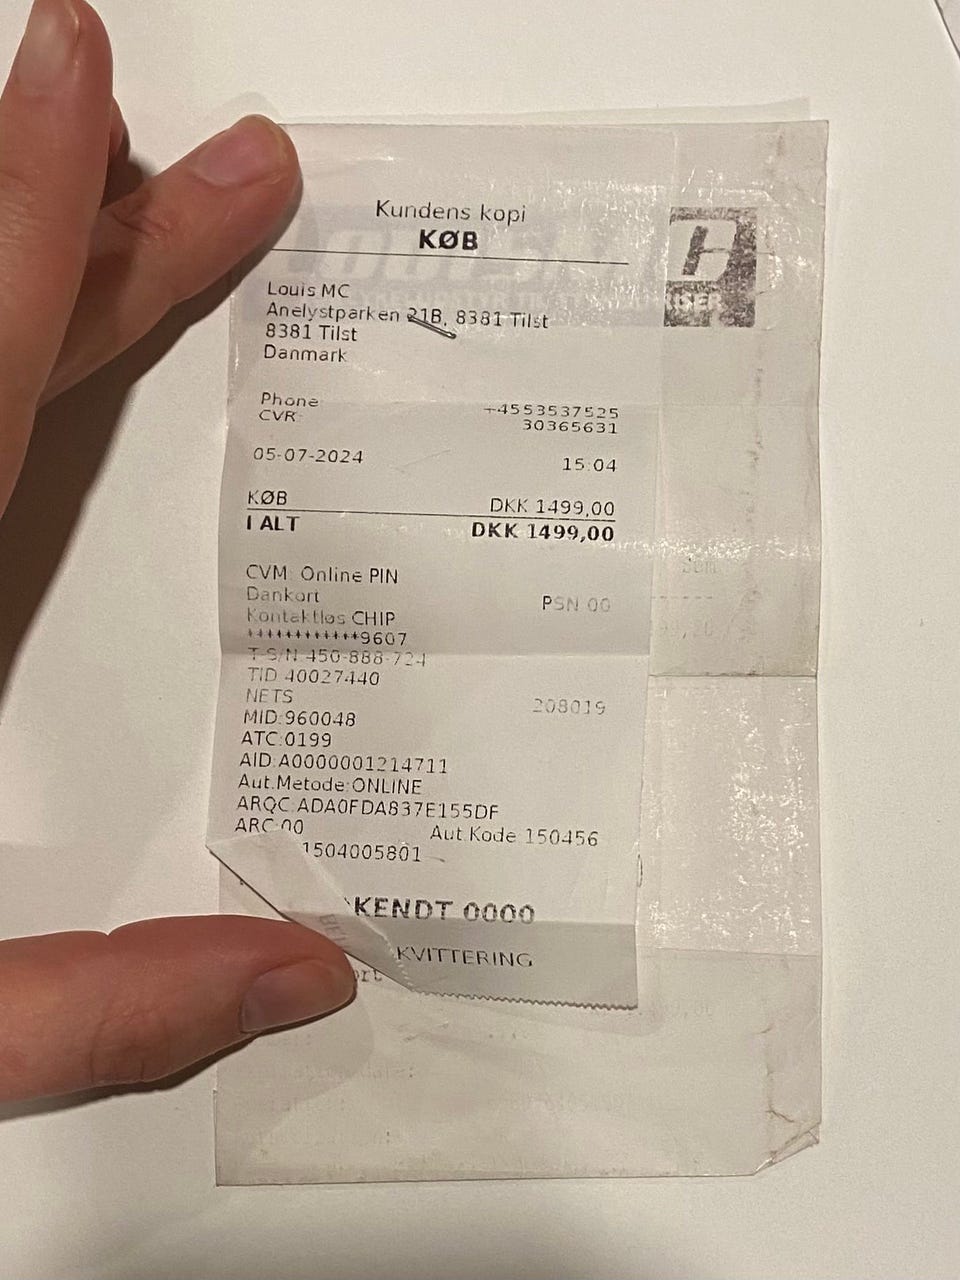 Kundens kopi
KØB
Louis MC
Anelystparken 21B, 8381 Tilst
8381 Tilst
Danmark
Phone +4553537525
CVR: 30365631
05-07-2024 15:04
KØB DKK 1499,00
I ALT DKK 1499,00
CVM: Online PIN
Dankort PSN 00
Kontaktløs CHIP
************9607
T-S/N 450-888-724
TID 40027440
NETS 208019
MID:960048
ATC:0199
AID:A0000001214711
Aut.Metode:ONLINE
ARQC:ADA0FDA837E155DF
ARC:00 Aut.Kode 150456
1504005801
KENDT 0000
KVITTERING